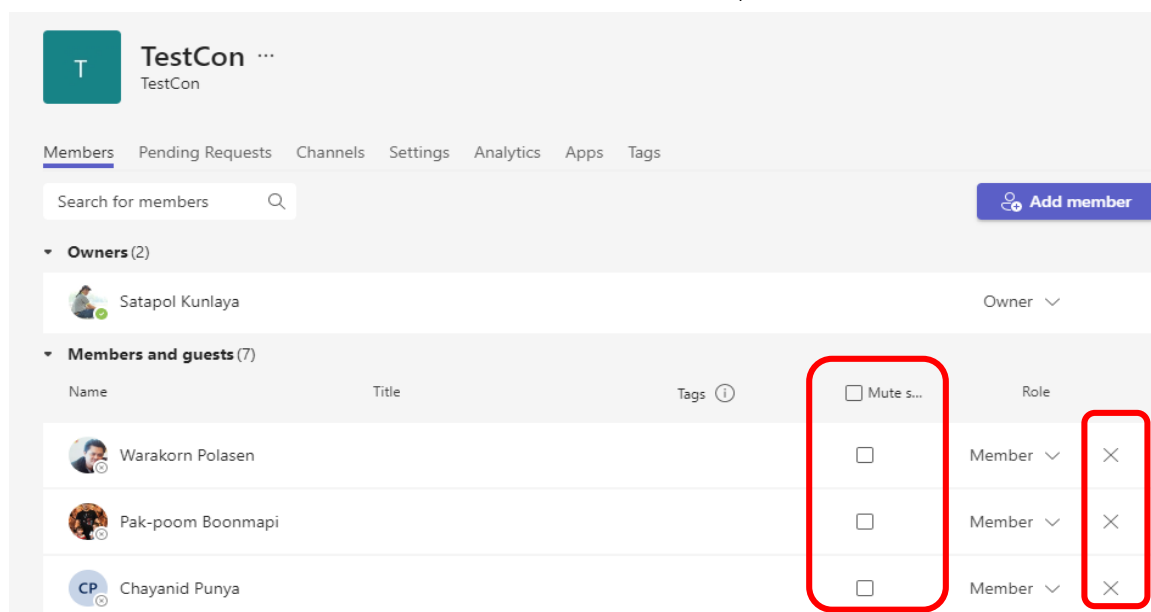 T
TestCon ...
TestCon
Members Pending Requests Channels Settings Analytics Apps Tags
Search for members
Add member
Owners (2)
Satapol Kunlaya Owner
Members and guests (7)
Name Title Tags Mute s... Role
Warakorn Polasen Member
Pak-poom Boonmapi Member
CP Chayanid Punya Member